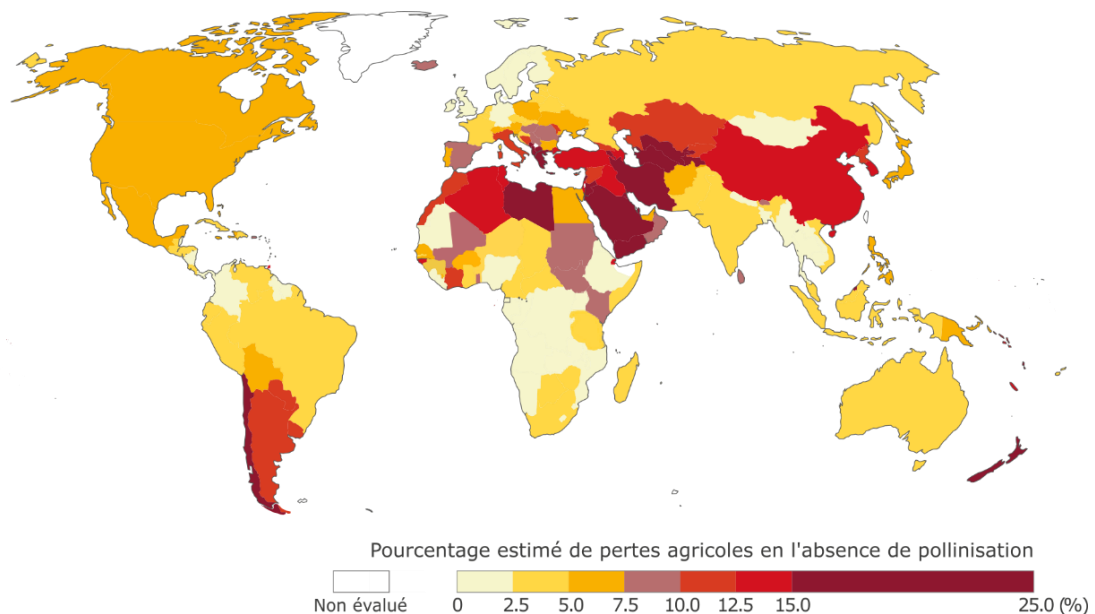 Pourcentage estimé de pertes agricoles en l'absence de pollinisation
Non évalué
0 2.5 5.0 7.5 10.0 12.5 15.0 25.0 (%)